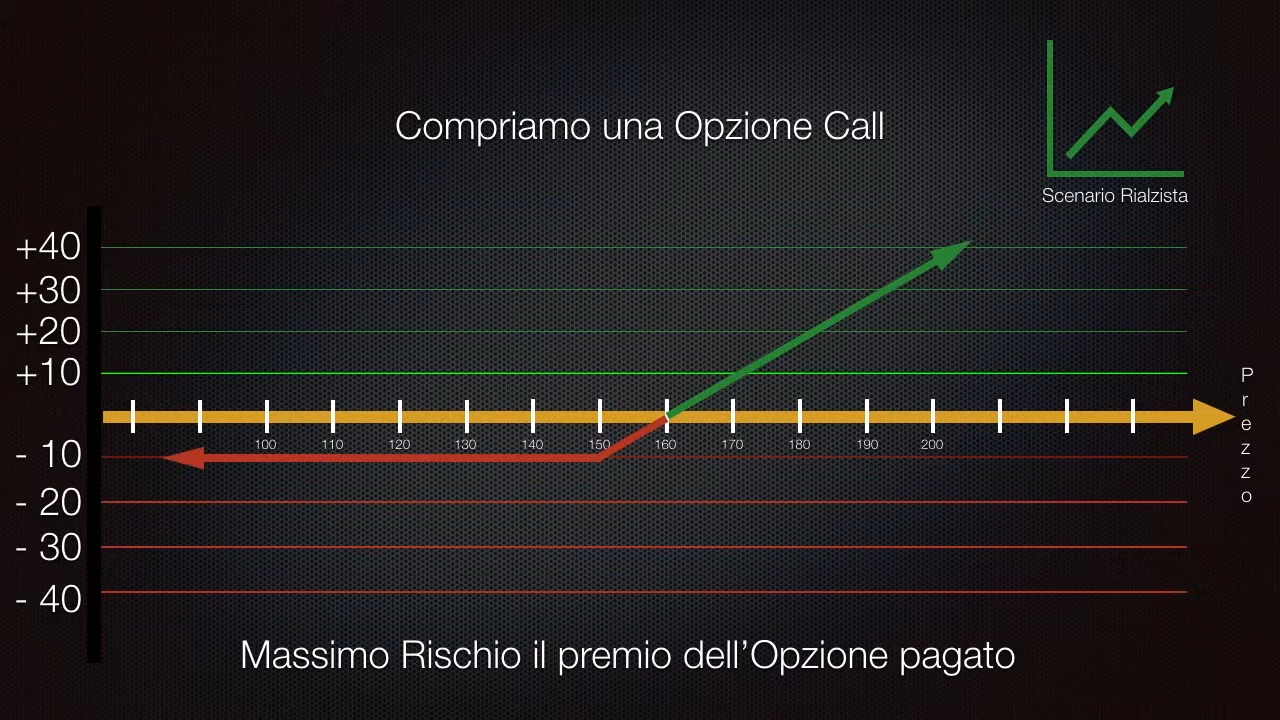 Compriamo una Opzione Call
Scenario Rialzista
+40
+30
+20
+10
- 10
- 20
- 30
- 40
100 110 120 130 140 150 160 170 180 190 200
Prezzo
Massimo Rischio il premio dell’Opzione pagato